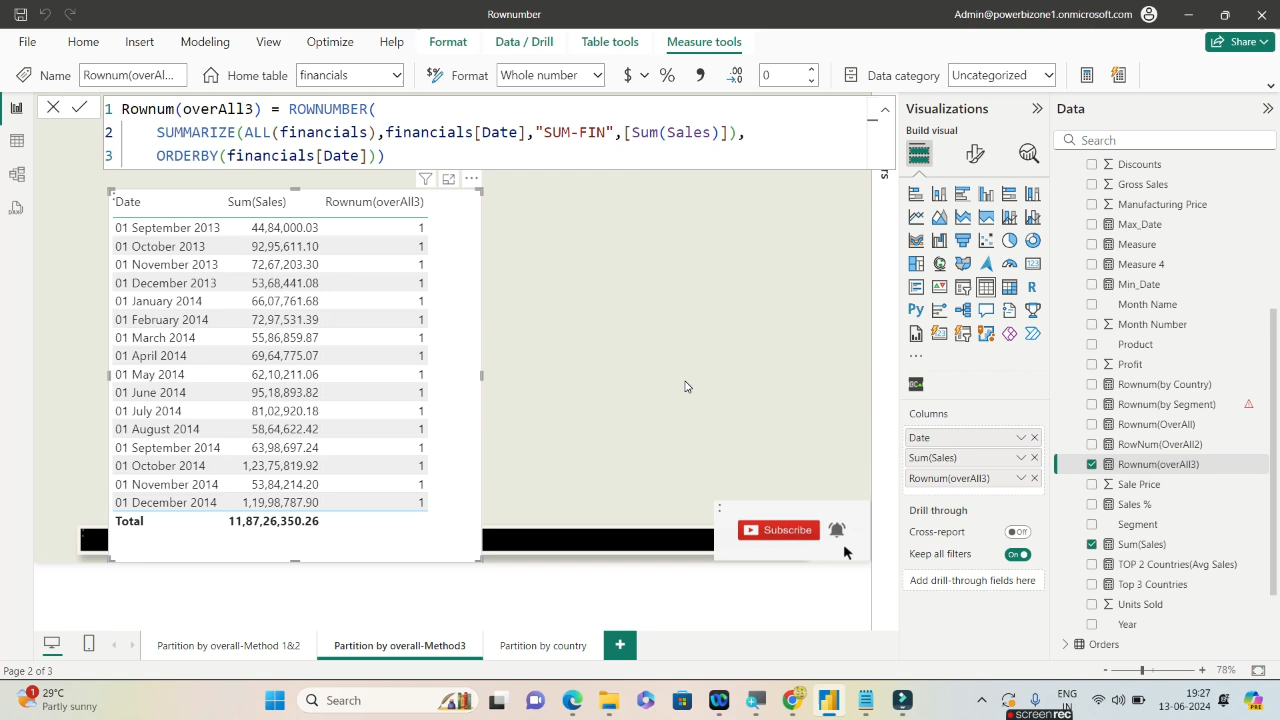 Rownumber
Admin@powerbizone1.onmicrosoft.com
File Home Insert Modeling View Optimize Help Format Data / Drill Table tools Measure tools
Share
Name Rownum(overAl... Home table financials Format Whole number $ % 0 Data category Uncategorized
1 Rownum(overAll3) = ROWNUMBER(
2 SUMMARIZE(ALL(financials),financials[Date],"SUM-FIN",[Sum(Sales)]),
3 ORDERBY(financials[Date]))
Date Sum(Sales) Rownum(overAll3)
01 September 2013 44,84,000.03 1
01 October 2013 92,95,611.10 1
01 November 2013 72,67,203.30 1
01 December 2013 53,68,441.08 1
01 January 2014 66,07,761.68 1
01 February 2014 72,97,531.39 1
01 March 2014 55,86,859.87 1
01 April 2014 69,64,775.07 1
01 May 2014 62,10,211.06 1
01 June 2014 95,18,893.82 1
01 July 2014 81,02,920.18 1
01 August 2014 58,64,622.42 1
01 September 2014 63,98,697.24 1
01 October 2014 1,23,75,819.92 1
01 November 2014 53,84,214.20 1
01 December 2014 1,19,98,787.90 1
Total 11,87,26,350.26
Subscribe
Visualizations
Build visual
R
Py
Columns
Date
Sum(Sales)
Rownum(overAll3)
Drill through
Cross-report Off
Keep all filters On
Add drill-through fields here
Data
Search
Discounts
Gross Sales
Manufacturing Price
Max_Date
Measure
Measure 4
Min_Date
Month Name
Month Number
Product
Profit
Rownum(by Country)
Rownum(by Segment)
Rownum(OverAll)
RowNum(OverAll2)
Rownum(overAll3)
Sale Price
Sales %
Segment
Sum(Sales)
TOP 2 Countries(Avg Sales)
Top 3 Countries
Units Sold
Year
Orders
Partition by overall-Method 1&2 Partition by overall-Method3 Partition by country
Page 2 of 3
78%
29°C
Partly sunny
Search
ENG
IN
19:27
13-06-2024
screenrec